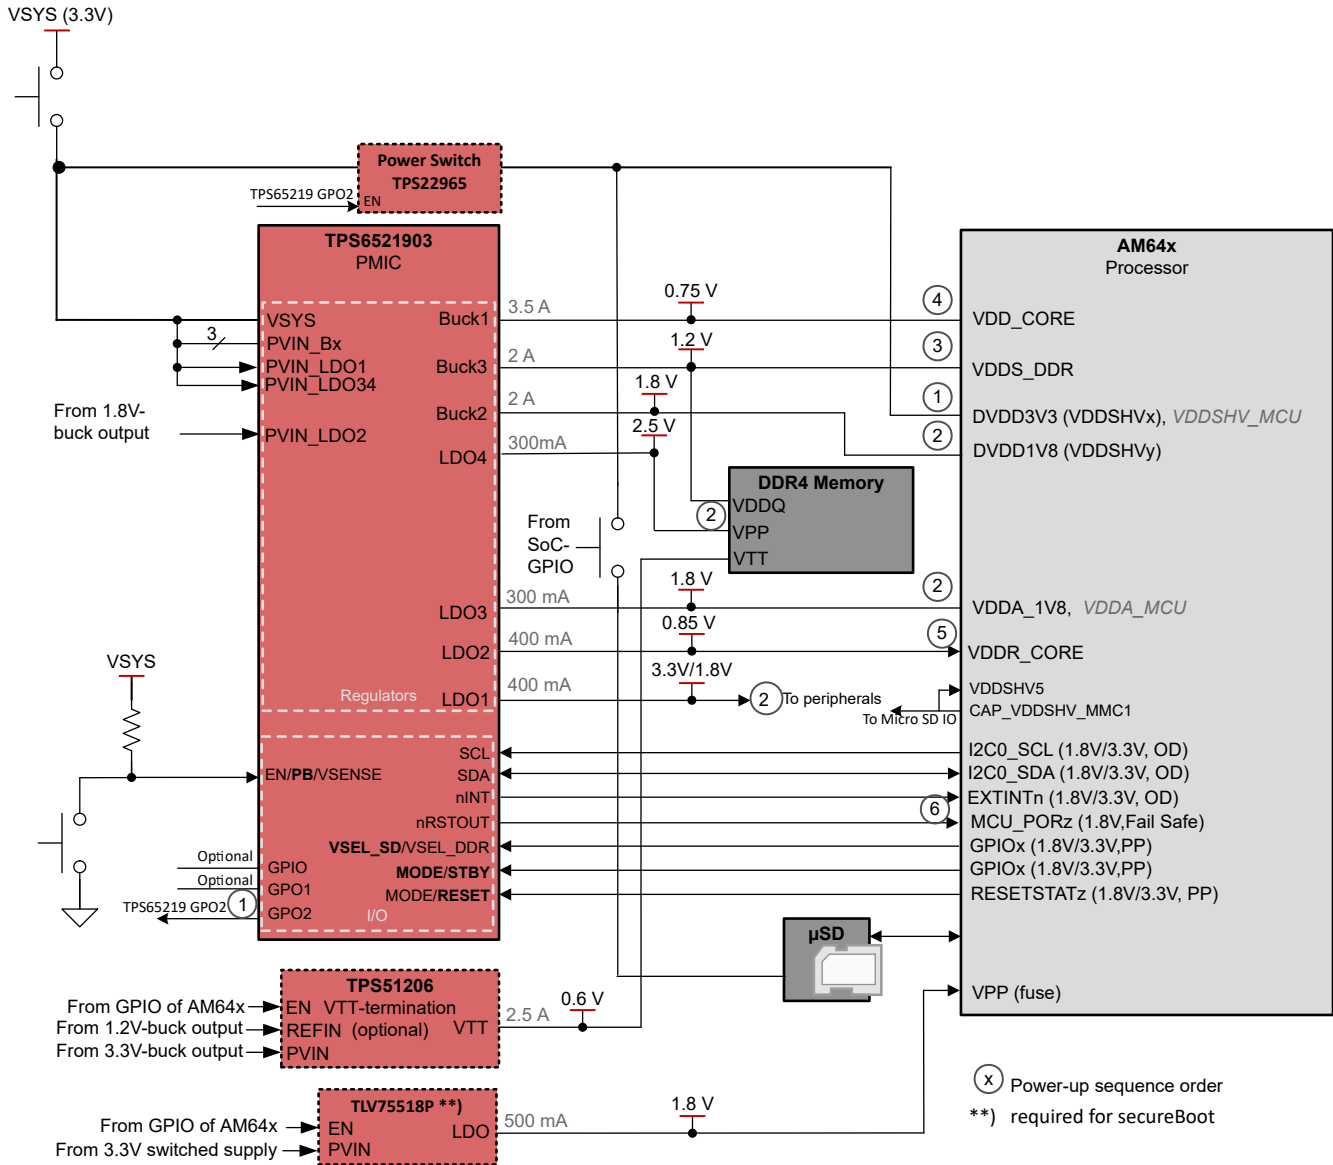 VSYS (3.3V)
Power Switch
TPS22965
TPS65219 GPO2
EN
TPS6521903
PMIC
AM64x
Processor
VSYS
3
PVIN_Bx
PVIN_LDO1
PVIN_LDO34
From 1.8V-
buck output
PVIN_LDO2
Buck1
3.5 A
0.75 V
4
VDD_CORE
Buck3
2 A
1.2 V
3
VDDS_DDR
Buck2
2 A
1.8 V
1
DVDD3V3 (VDDSHVx), VDDSHV_MCU
LDO4
300mA
2.5 V
2
DVDD1V8 (VDDSHVy)
DDR4 Memory
VDDQ
2
VPP
VTT
From
SoC-
GPIO
LDO3
300 mA
1.8 V
2
VDDA_1V8, VDDA_MCU
LDO2
400 mA
0.85 V
5
VDDR_CORE
Regulators
LDO1
400 mA
3.3V/1.8V
2
To peripherals
VDDSHV5
To Micro SD IO
CAP_VDDSHV_MMC1
VSYS
SCL
I2C0_SCL (1.8V/3.3V, OD)
EN/PB/VSENSE
SDA
I2C0_SDA (1.8V/3.3V, OD)
nINT
EXTINTn (1.8V/3.3V, OD)
nRSTOUT
6
MCU_PORz (1.8V,Fail Safe)
VSEL_SD/VSEL_DDR
GPIOx (1.8V/3.3V,PP)
Optional
GPIO
MODE/STBY
GPIOx (1.8V/3.3V,PP)
Optional
GPO1
MODE/RESET
RESETSTATz (1.8V/3.3V, PP)
TPS65219 GPO2
1
GPO2
I/O
µSD
TPS51206
From GPIO of AM64x
EN
VTT-termination
From 1.2V-buck output
REFIN
(optional)
VTT
2.5 A
0.6 V
From 3.3V-buck output
PVIN
VPP (fuse)
TLV75518P **)
From GPIO of AM64x
EN
LDO
500 mA
1.8 V
From 3.3V switched supply
PVIN
x
Power-up sequence order
**) required for secureBoot